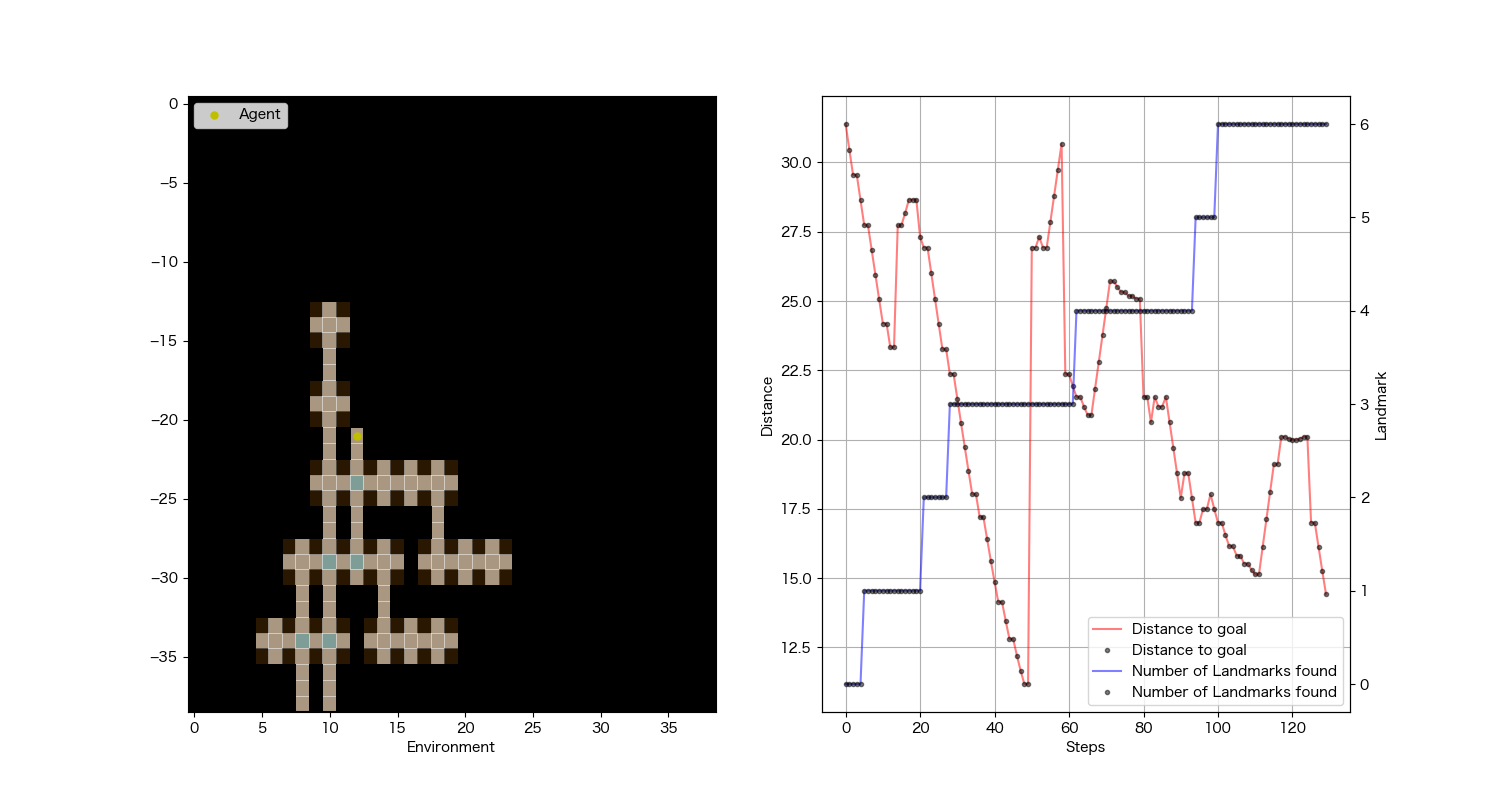 Agent
0
−5
−10
−15
−20
−25
−30
−35
0 5 10 15 20 25 30 35
Environment
30.0
27.5
25.0
22.5
20.0
17.5
15.0
12.5
Distance
0 20 40 60 80 100 120
Steps
6
5
4
3
2
1
0
Landmark
Distance to goal
Distance to goal
Number of Landmarks found
Number of Landmarks found